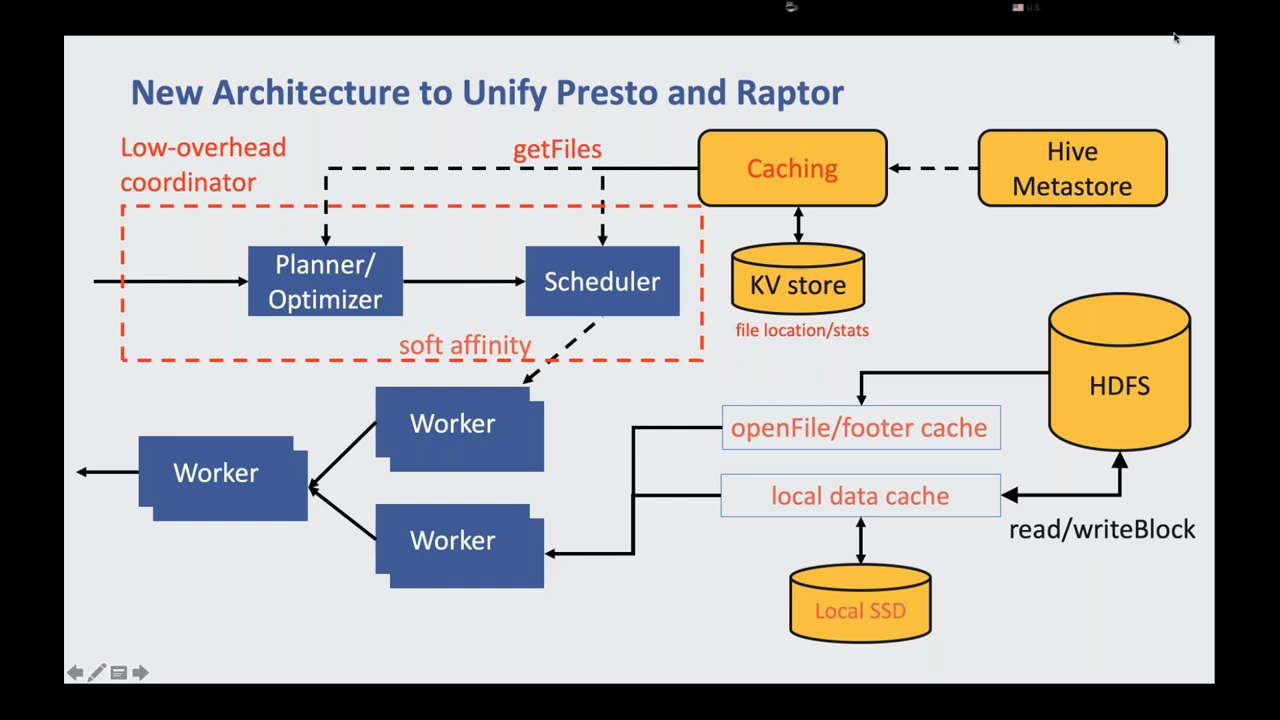 U.S.
New Architecture to Unify Presto and Raptor
Low-overhead
coordinator
getFiles
Caching
Hive
Metastore
Planner/
Optimizer
Scheduler
KV store
file location/stats
soft affinity
HDFS
Worker
openFile/footer cache
Worker
local data cache
read/writeBlock
Worker
Local SSD